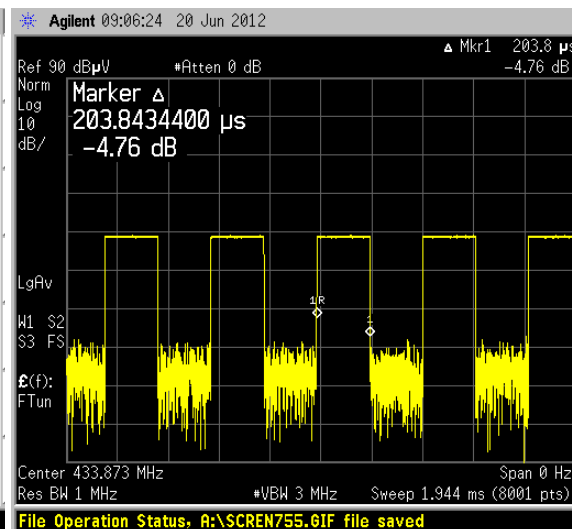 Agilent 09:06:24 20 Jun 2012
Δ Mkr1 203.8 µs
Ref 90 dBµV #Atten 0 dB -4.76 dB
Norm
Log
10
dB/
Marker Δ
203.8434400 µs
-4.76 dB
LgAv
1R
1
W1 S2
S3 FS
£(f):
FTun
Center 433.873 MHz Span 0 Hz
Res BW 1 MHz #VBW 3 MHz Sweep 1.944 ms (8001 pts)
File Operation Status, A:\SCREN755.GIF file saved